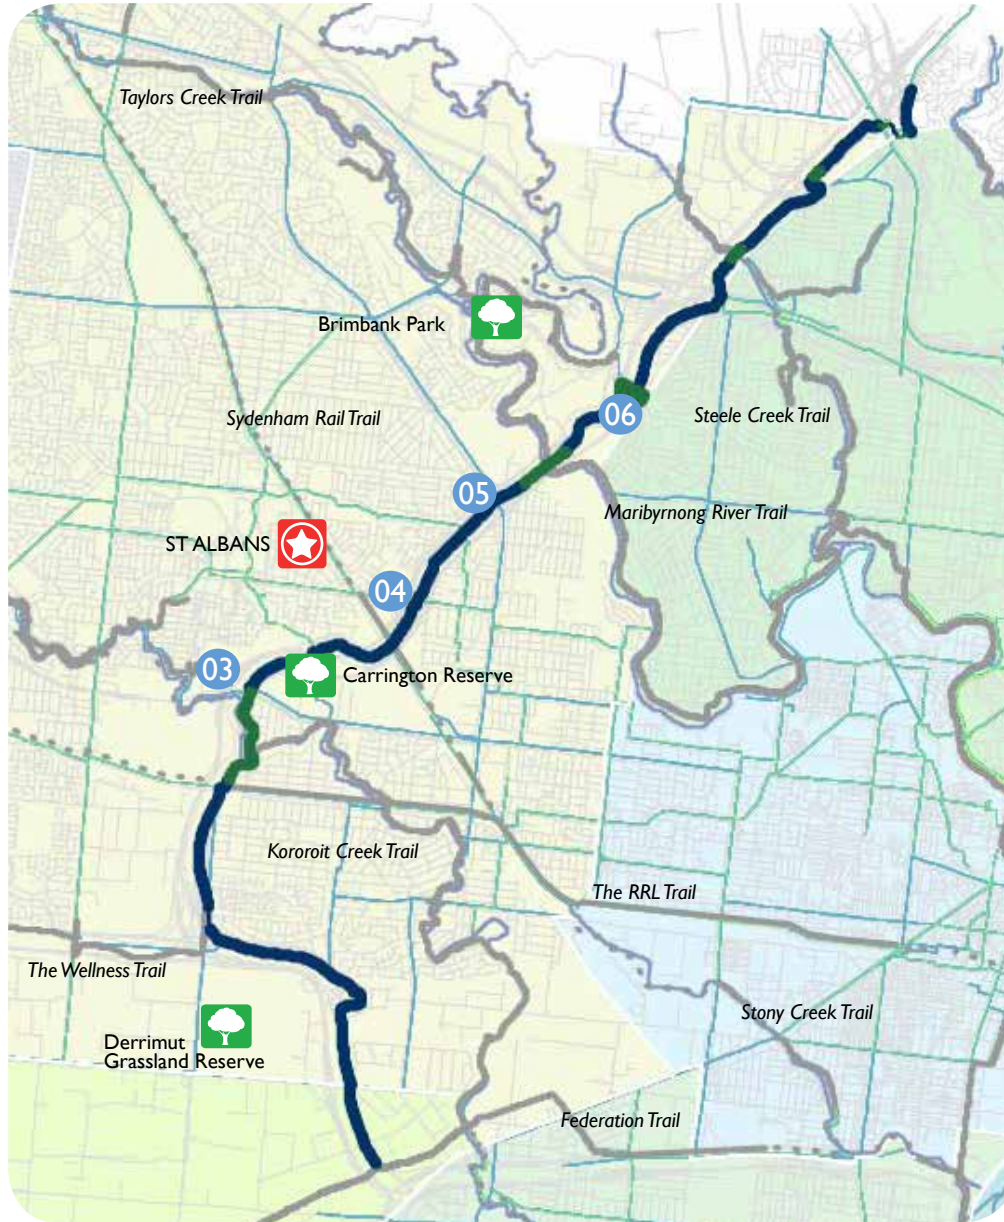 Taylors Creek Trail
Brimbank Park
Sydenham Rail Trail
06
Steele Creek Trail
05
Maribyrnong River Trail
ST ALBANS
04
03
Carrington Reserve
Kororoit Creek Trail
The RRL Trail
The Wellness Trail
Stony Creek Trail
Derrimut
Grassland Reserve
Federation Trail